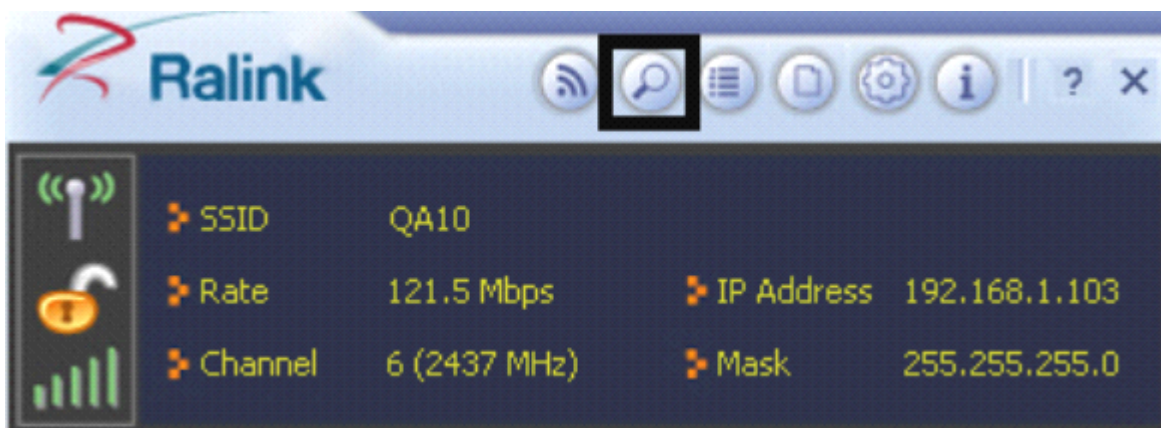 Ralink
i ? ×
SSID QA10
Rate 121.5 Mbps IP Address 192.168.1.103
Channel 6 (2437 MHz) Mask 255.255.255.0